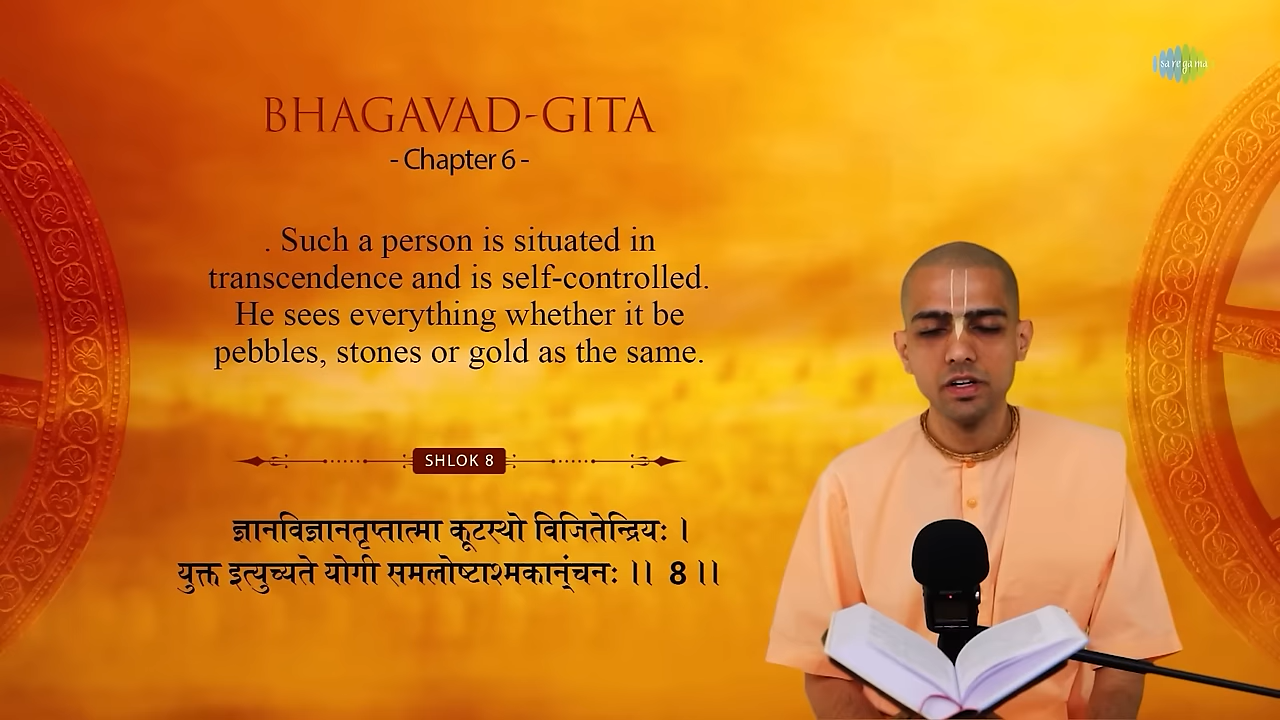 saregama
BHAGAVAD-GITA
- Chapter 6 -
. Such a person is situated in
transcendence and is self-controlled.
He sees everything whether it be
pebbles, stones or gold as the same.
SHLOK 8
ज्ञानविज्ञानतृप्तात्मा कूटस्थो विजितेन्द्रियः ।
युक्त इत्युच्यते योगी समलोष्टाश्मकान्ंचनः ।। 8 ।।